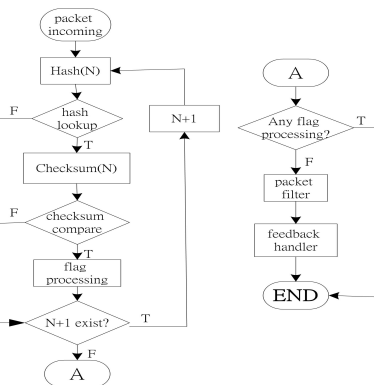 packet
incoming
Hash(N)
F
hash
lookup
T
N+1
Checksum(N)
F
checksum
compare
T
flag
processing
N+1 exist?
T
F
A
A
Any flag
processing?
T
F
packet
filter
feedback
handler
END